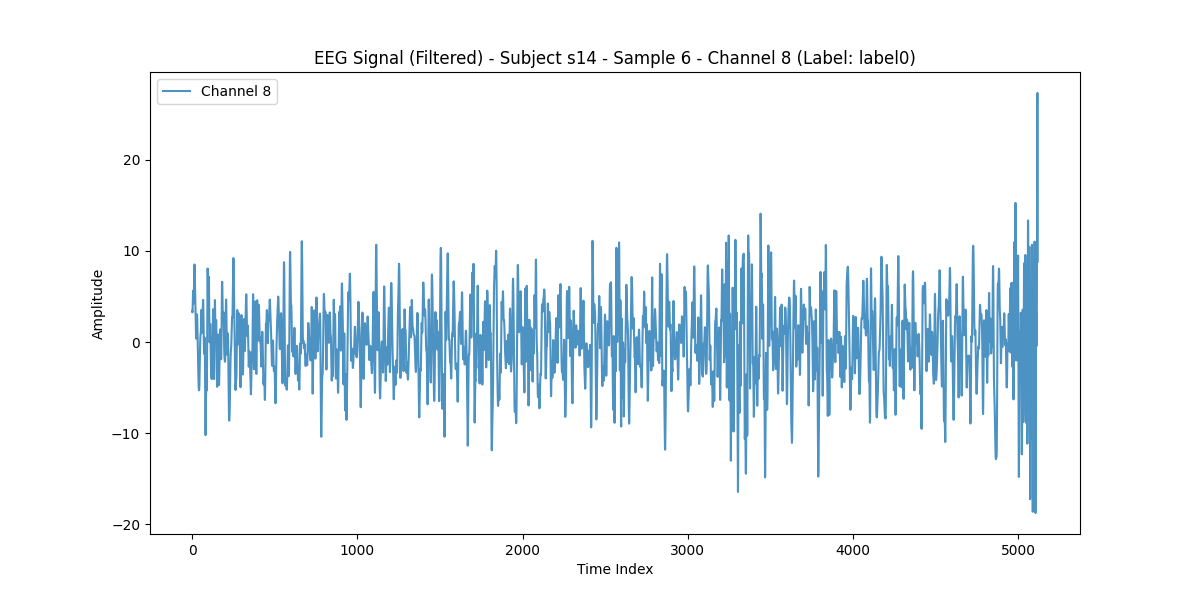 EEG Signal (Filtered) - Subject s14 - Sample 6 - Channel 8 (Label: label0)
Channel 8
Amplitude
20
10
0
−10
−20
0 1000 2000 3000 4000 5000
Time Index